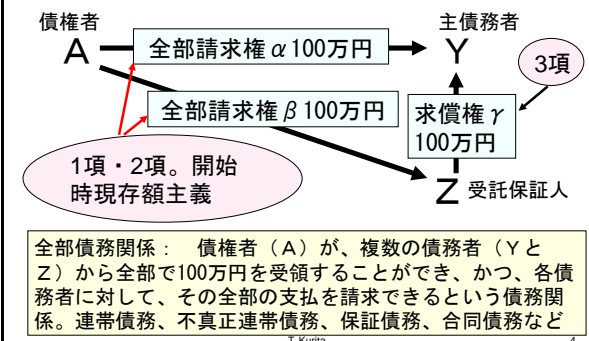 債権者
主債務者
A
全部請求権α100万円
Y
3項
全部請求権β100万円
求償権γ
100万円
1項・2項。開始
時現存額主義
Z 受託保証人
全部債務関係： 債権者（A）が、複数の債務者（Yと
Z）から全部で100万円を受領することができ、かつ、各債
務者に対して、その全部の支払を請求できるという債務関
係。連帯債務、不真正連帯債務、保証債務、合同債務など
T. Kurita
4